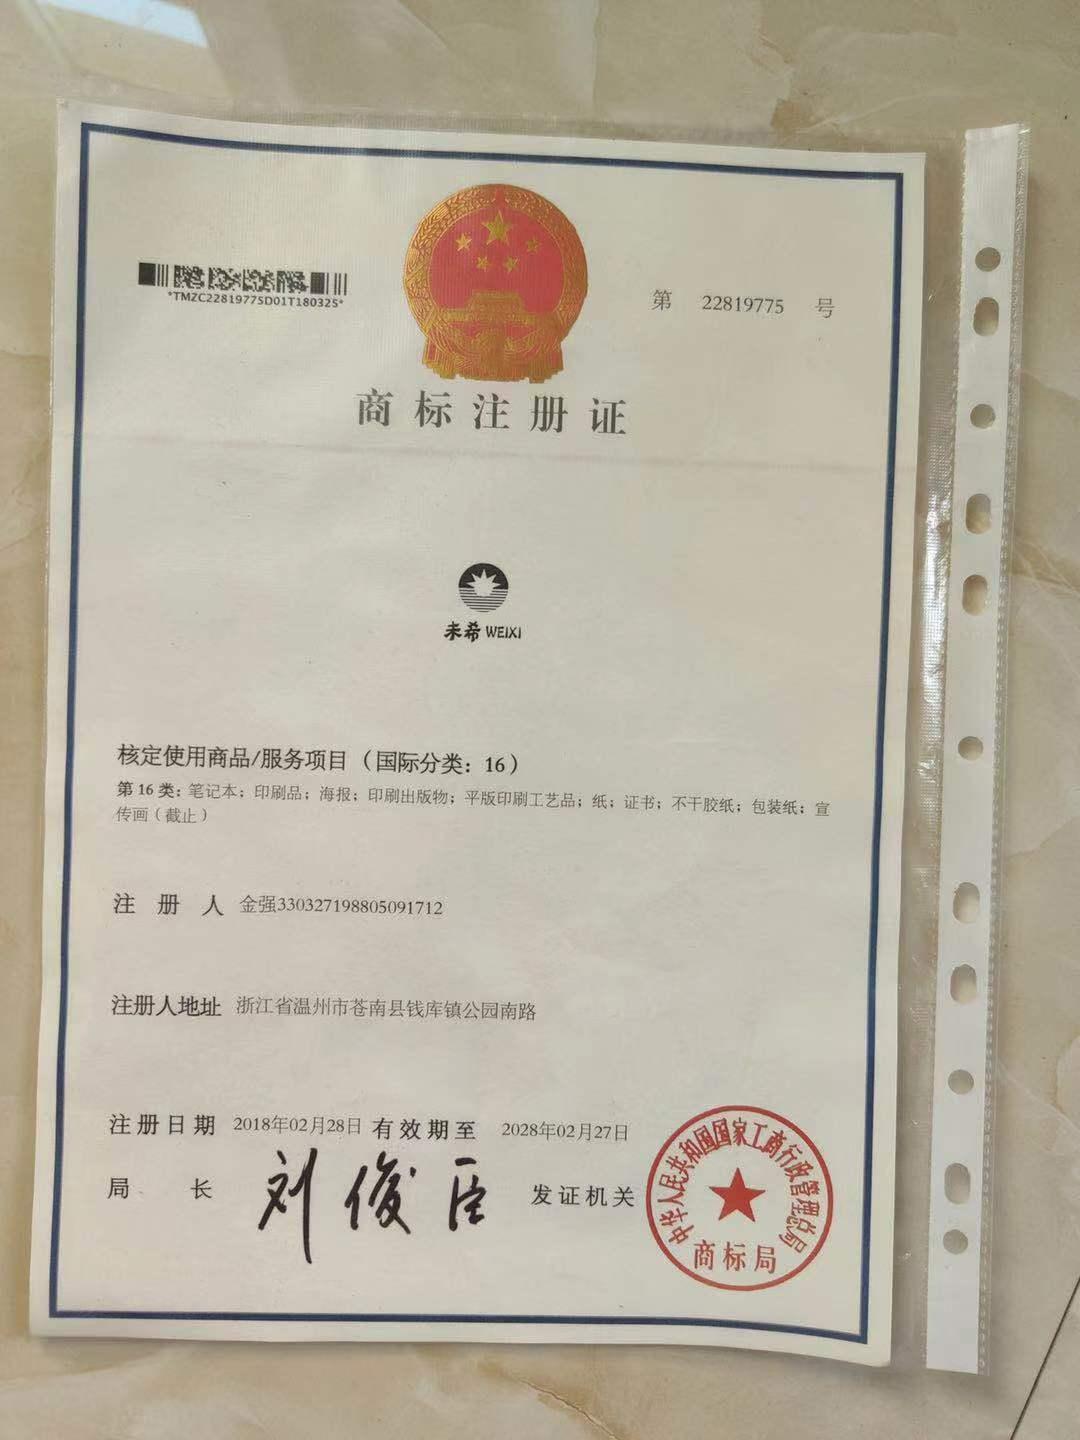 *TMZC22819775D01T180325*
第 22819775 号
商标注册证
未希 WEIXI
核定使用商品/服务项目（国际分类：16）
第 16 类：笔记本；印刷品；海报；印刷出版物；平版印刷工艺品；纸；证书；不干胶纸；包装纸；宣
传画（截止）
注 册 人 金强330327198805091712
注册人地址 浙江省温州市苍南县钱库镇公园南路
注册日期 2018年02月28日 有效期至 2028年02月27日
局 长 刘俊臣 发证机关
中华人民共和国国家工商行政管理总局
商标局